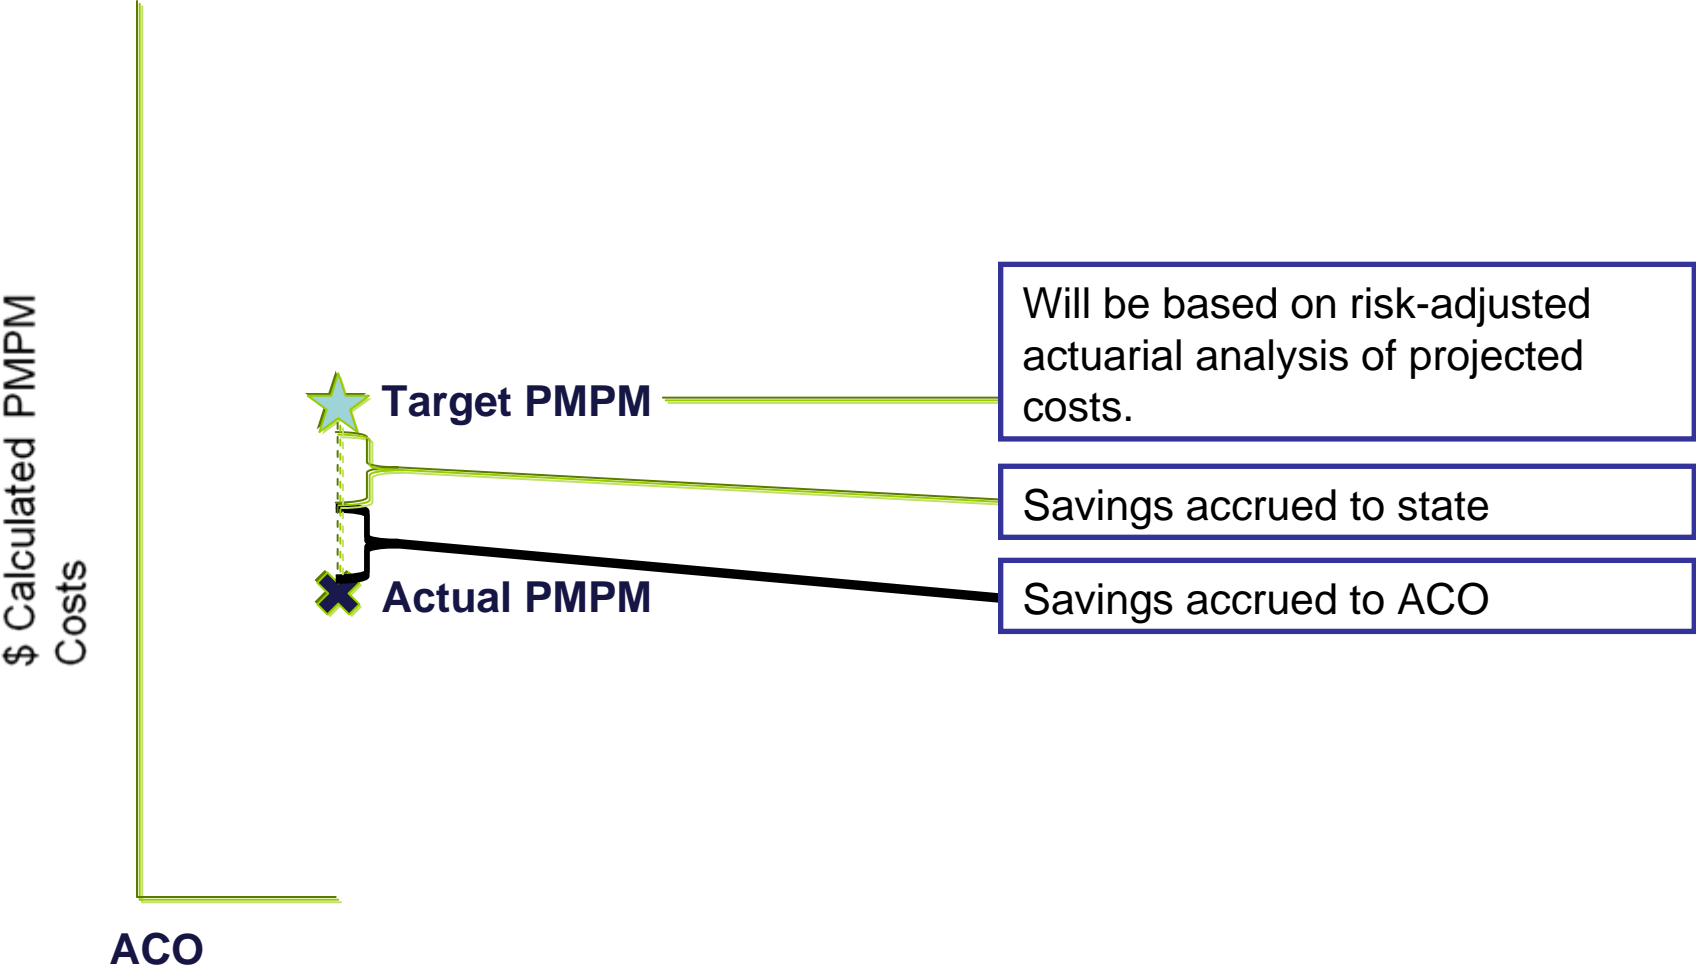 $ Calculated PMPM
Costs
Target PMPM
Will be based on risk-adjusted
actuarial analysis of projected
costs.
Savings accrued to state
Actual PMPM
Savings accrued to ACO
ACO